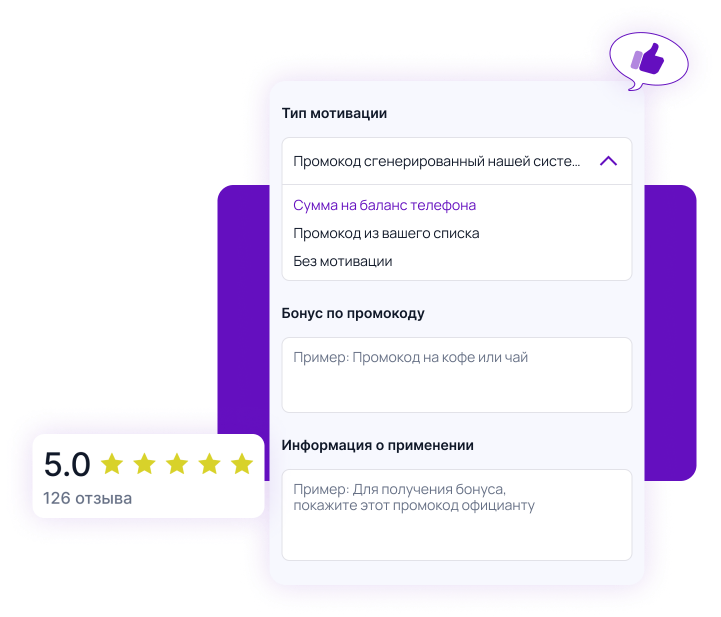 Тип мотивации
Промокод сгенерированный нашей систе...
Сумма на баланс телефона
Промокод из вашего списка
Без мотивации
Бонус по промокоду
Пример: Промокод на кофе или чай
Информация о применении
Пример: Для получения бонуса,
покажите этот промокод официанту
5.0
126 отзыва